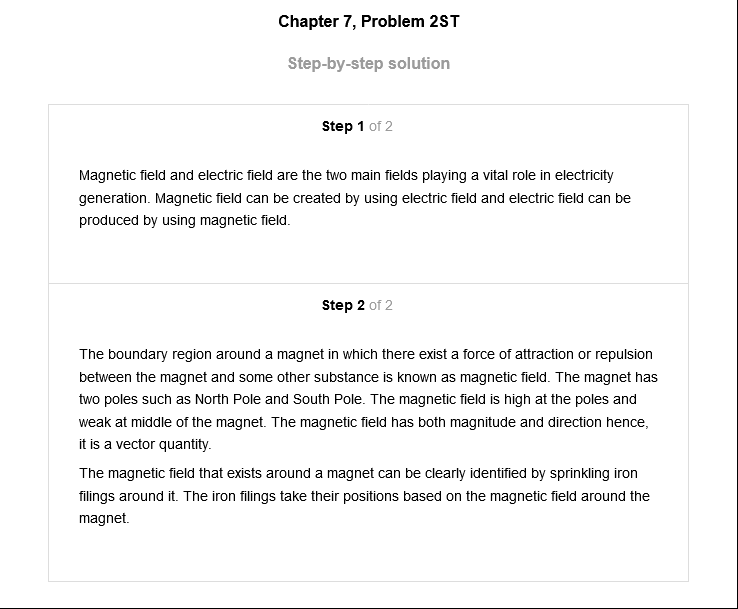 Chapter 7, Problem 2ST
Step-by-step solution
Step 1 of 2
Magnetic field and electric field are the two main fields playing a vital role in electricity
generation. Magnetic field can be created by using electric field and electric field can be
produced by using magnetic field.
Step 2 of 2
The boundary region around a magnet in which there exist a force of attraction or repulsion
between the magnet and some other substance is known as magnetic field. The magnet has
two poles such as North Pole and South Pole. The magnetic field is high at the poles and
weak at middle of the magnet. The magnetic field has both magnitude and direction hence,
it is a vector quantity.
The magnetic field that exists around a magnet can be clearly identified by sprinkling iron
filings around it. The iron filings take their positions based on the magnetic field around the
magnet.